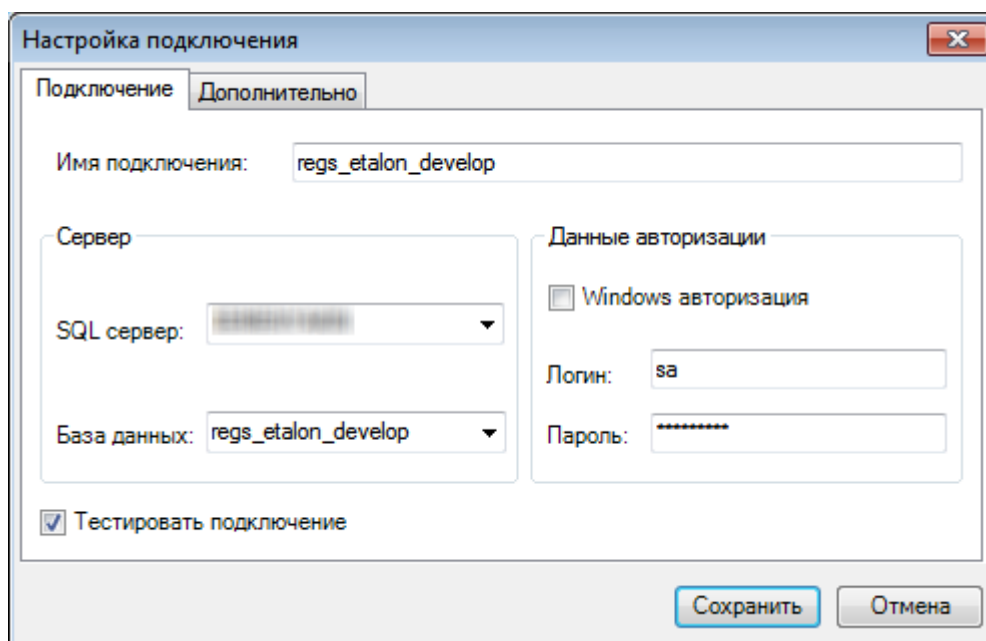 Настройка подключения
Подключение
Дополнительно
Имя подключения: regs_etalon_develop
Сервер
SQL сервер:
База данных: regs_etalon_develop
Данные авторизации
Windows авторизация
Логин: sa
Пароль: *********
Тестировать подключение
Сохранить
Отмена